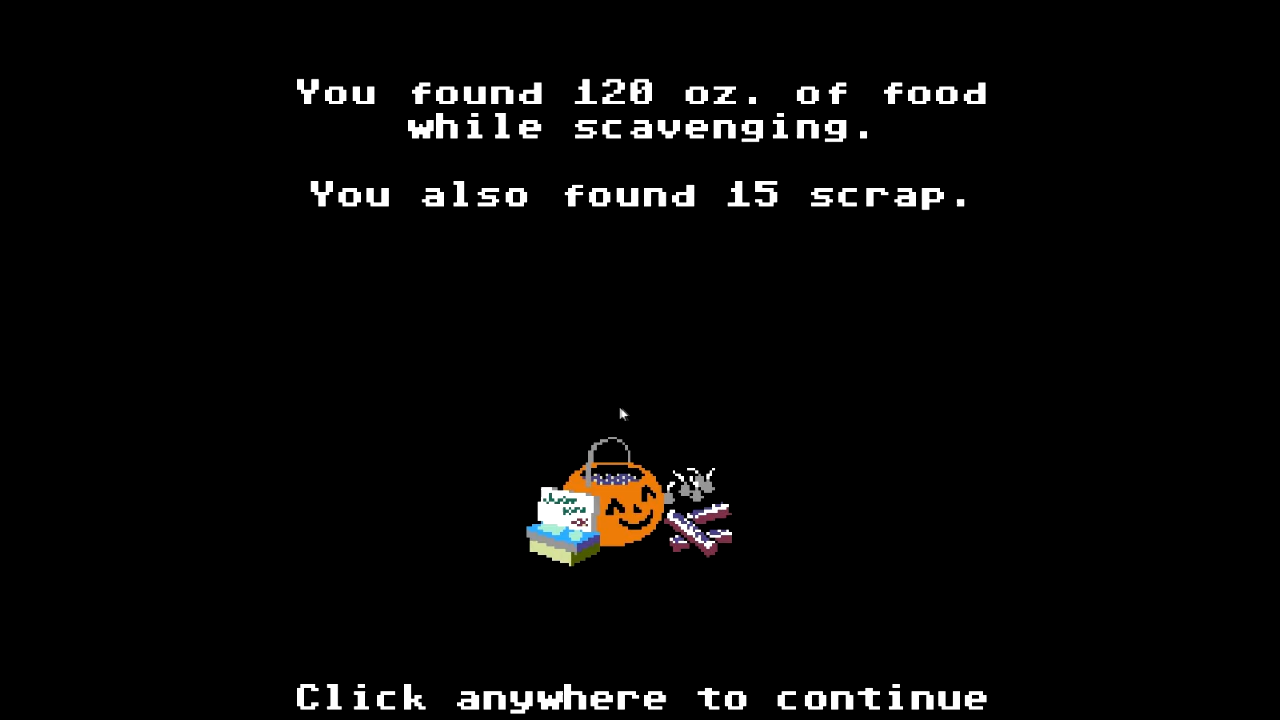 You found 120 oz. of food
while scavenging.
You also found 15 scrap.
Click anywhere to continue